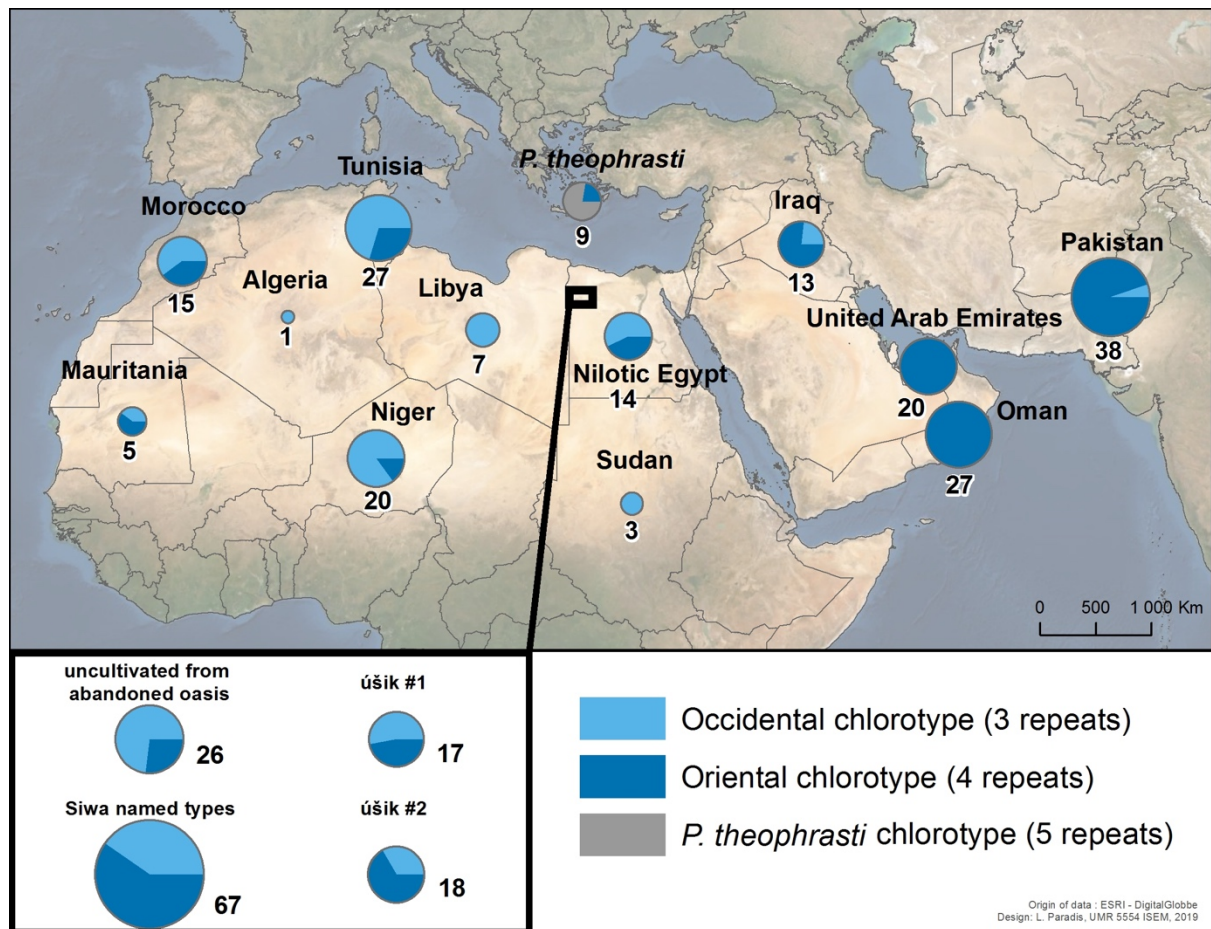 Tunisia
27
P. theophrasti
9
Morocco
15
Algeria
1
Libya
7
Iraq
13
Pakistan
38
United Arab Emirates
20
Nilotic Egypt
14
Mauritania
5
Niger
20
Oman
27
Sudan
3
0 500 1 000 Km
uncultivated from
abandoned oasis
26
úšik #1
17
Siwa named types
67
úšik #2
18
Occidental chlorotype (3 repeats)
Oriental chlorotype (4 repeats)
P. theophrasti chlorotype (5 repeats)
Origin of data : ESRI - DigitalGlobbe
Design: L. Paradis, UMR 5554 ISEM, 2019